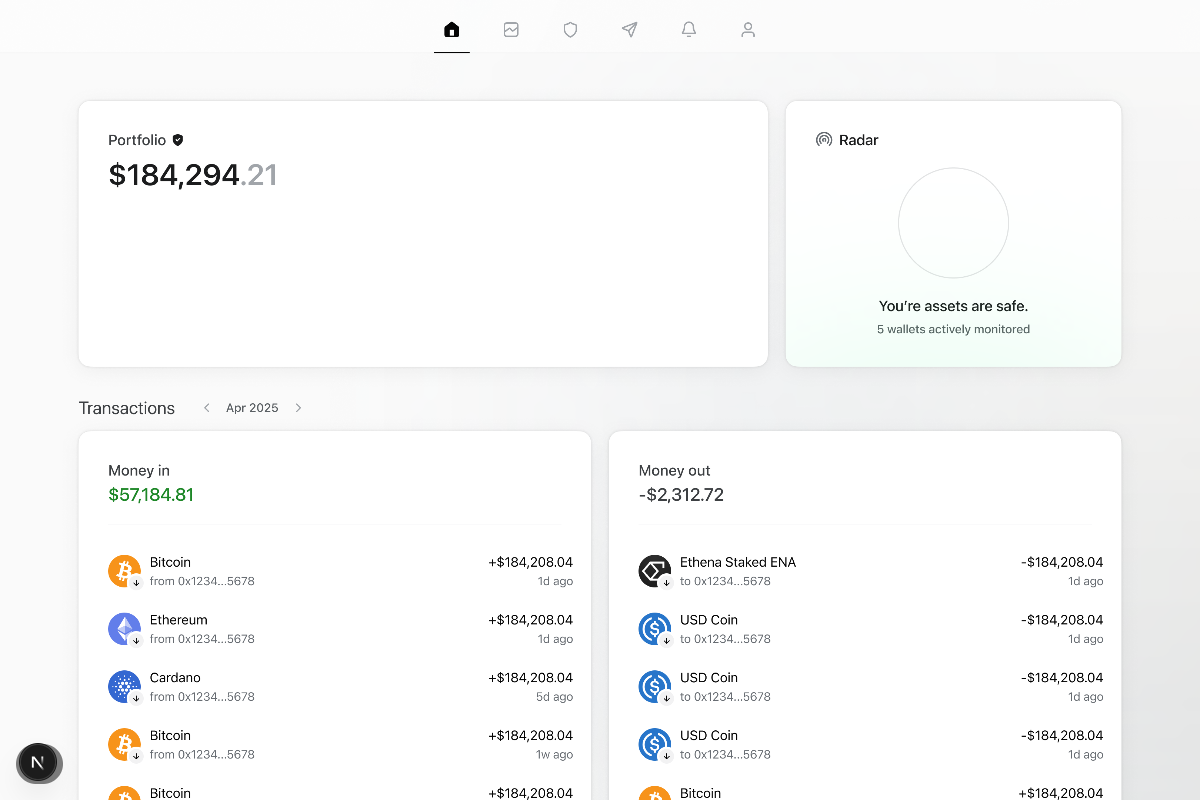 Portfolio
$184,294.21
Radar
You’re assets are safe.
5 wallets actively monitored
Transactions
Apr 2025
Money in
$57,184.81
Bitcoin +$184,208.04
from 0x1234...5678 1d ago
Ethereum +$184,208.04
from 0x1234...5678 1d ago
Cardano +$184,208.04
from 0x1234...5678 5d ago
Bitcoin +$184,208.04
from 0x1234...5678 1w ago
Bitcoin +$184,208.04
Money out
-$2,312.72
Ethena Staked ENA -$184,208.04
to 0x1234...5678 1d ago
USD Coin -$184,208.04
to 0x1234...5678 1d ago
USD Coin -$184,208.04
to 0x1234...5678 1d ago
USD Coin -$184,208.04
to 0x1234...5678 1d ago
Bitcoin +$184,208.04
N